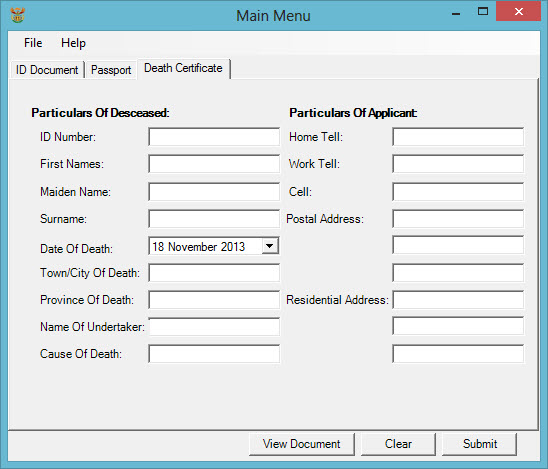 Main Menu
File Help
ID Document Passport Death Certificate
Particulars Of Desceased: Particulars Of Applicant:
ID Number: Home Tell:
First Names: Work Tell:
Maiden Name: Cell:
Surname: Postal Address:
Date Of Death: 18 November 2013
Town/City Of Death:
Province Of Death: Residential Address:
Name Of Undertaker:
Cause Of Death:
View Document Clear Submit